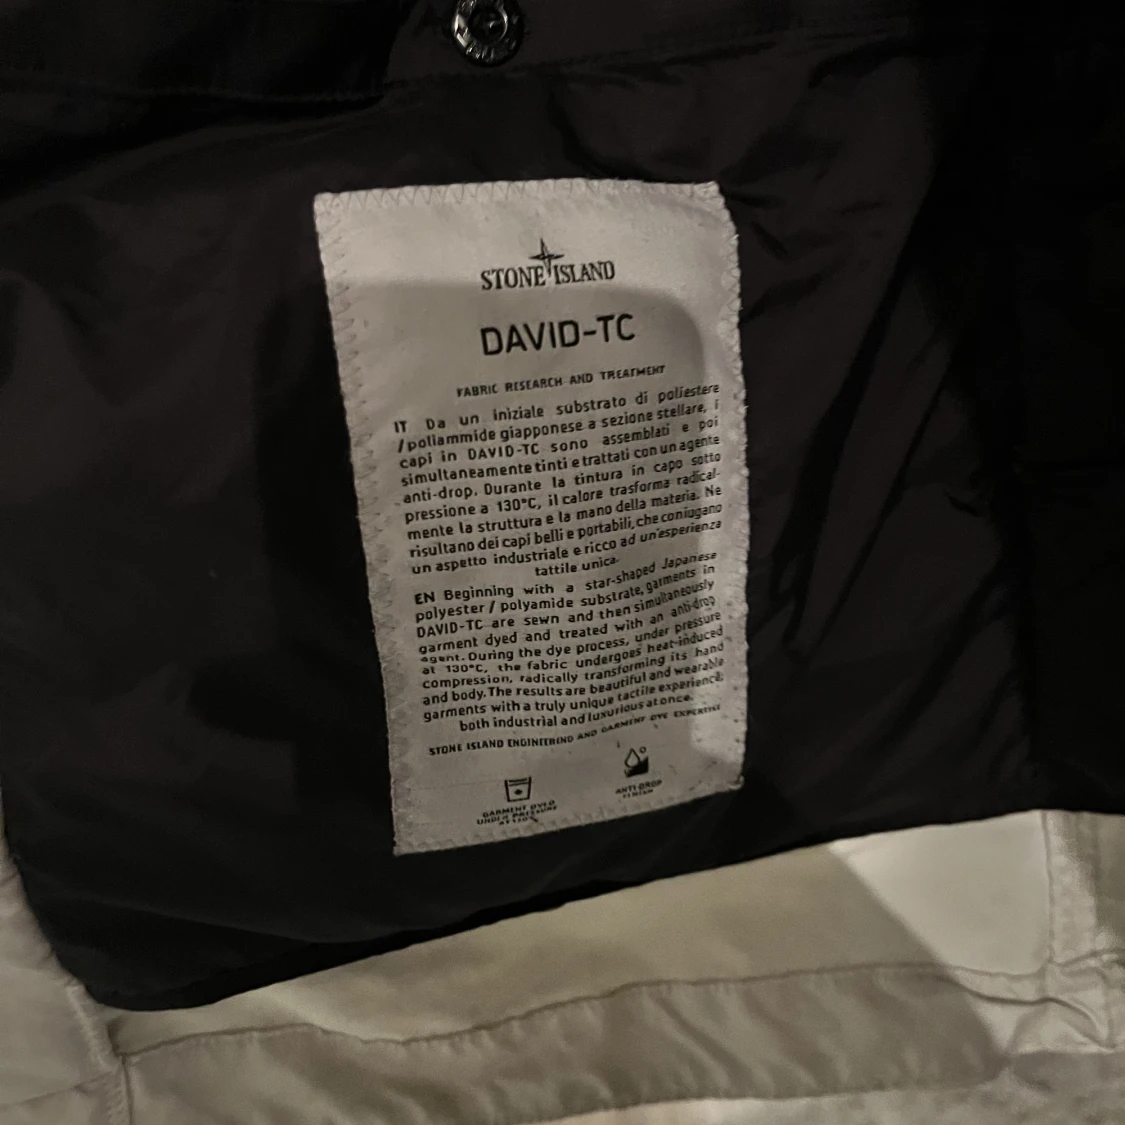 STONE ISLAND
DAVID-TC
FABRIC RESEARCH AND TREATMENT
IT Da un iniziale substrato di poliestere
/poliammide giapponese a sezione stellare, i
capi in DAVID-TC sono assemblati e poi
simultaneamente tinti e trattati con un agente
anti-drop. Durante la tintura in capo sotto
pressione a 130°C, il calore trasforma radical-
mente la struttura e la mano della materia. Ne
risultano dei capi belli e portabili, che coniugano
un aspetto industriale e ricco ad un'esperienza
tattile unica.
EN Beginning with a star-shaped Japanese
polyester / polyamide substrate, garments in
DAVID-TC are sewn and then simultaneously
garment dyed and treated with an anti-drop
agent. During the dye process, under pressure
at 130°C, the fabric undergoes heat-induced
compression, radically transforming its hand
and body. The results are beautiful and wearable
garments with a truly unique tactile experience:
both industrial and luxurious at once.
STONE ISLAND ENGINEERING AND GARMENT DYE EXPERTISE
GARMENT DYED
UNDER PRESSURE
AT 130°C
ANTI-DROP